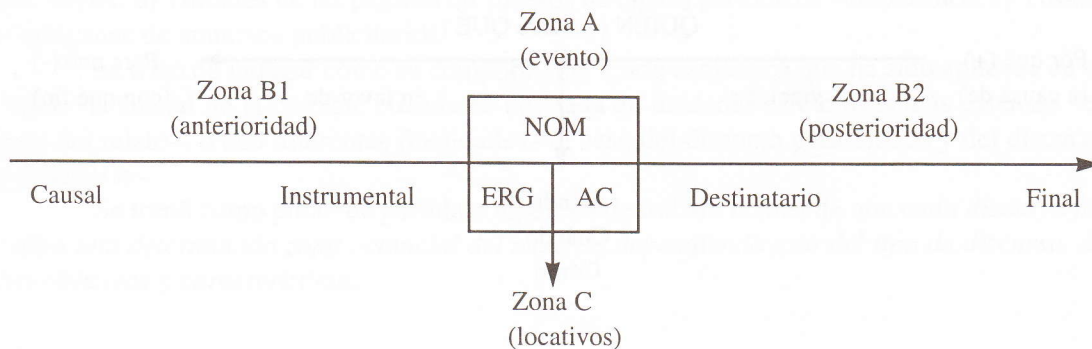 Zona A
(evento)
Zona B1
(anterioridad)
Zona B2
(posterioridad)
NOM
Causal Instrumental ERG AC Destinatario Final
Zona C
(locativos)